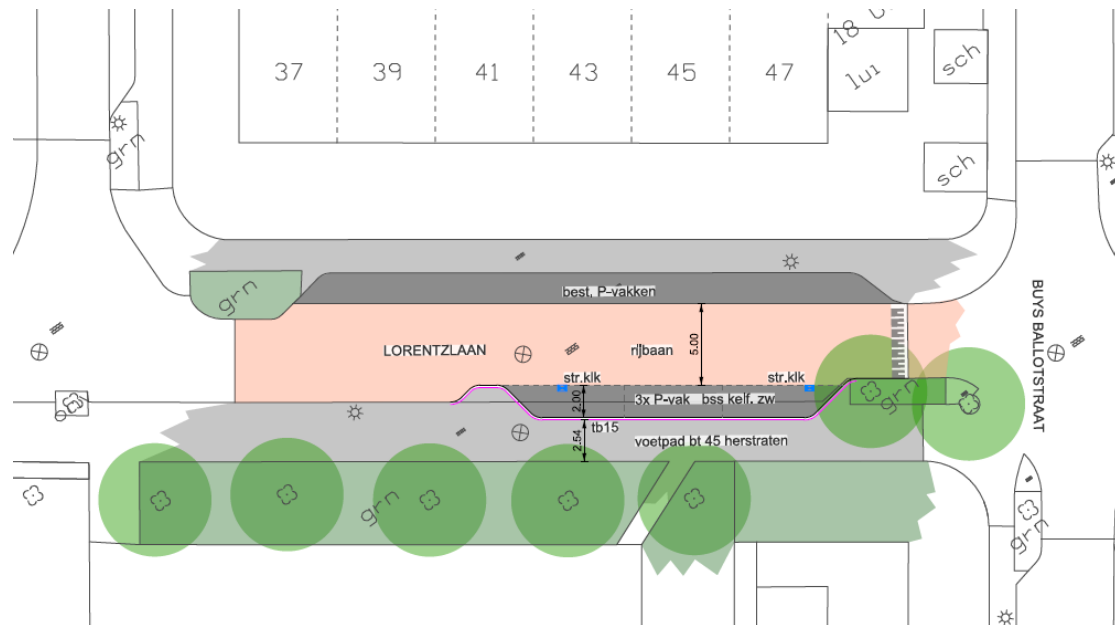 18
37
39
41
43
45
47
sch
grn
sch
grn
best. P-vakken
LORENTZLAAN
rijbaan
5.00
BUYS BALLOTSTRAAT
str.klk
str.klk
2.00
3x P-vak
bss kelf. zw
grn
tb15
2.54
voetpad bt 45 herstraten
grn
grn